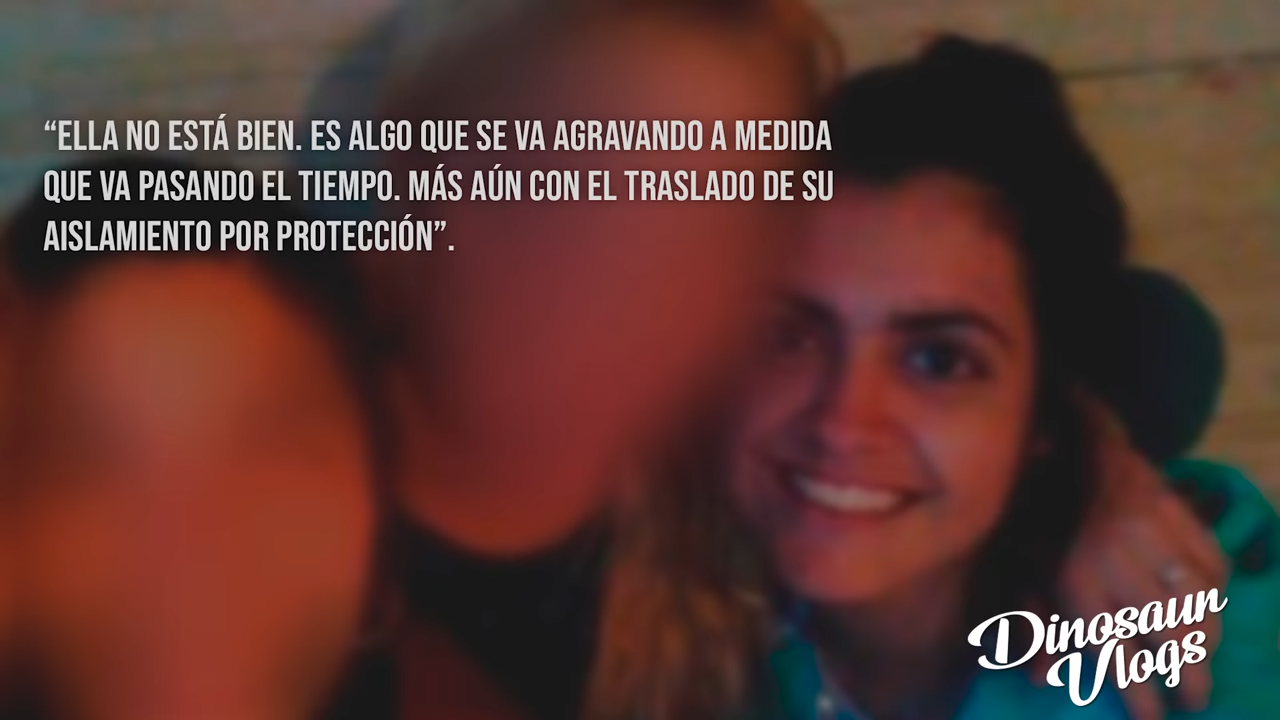 “ELLA NO ESTÁ BIEN. ES ALGO QUE SE VA AGRAVANDO A MEDIDA
QUE VA PASANDO EL TIEMPO. MÁS AÚN CON EL TRASLADO DE SU
AISLAMIENTO POR PROTECCIÓN”.
Dinosaur
Vlogs